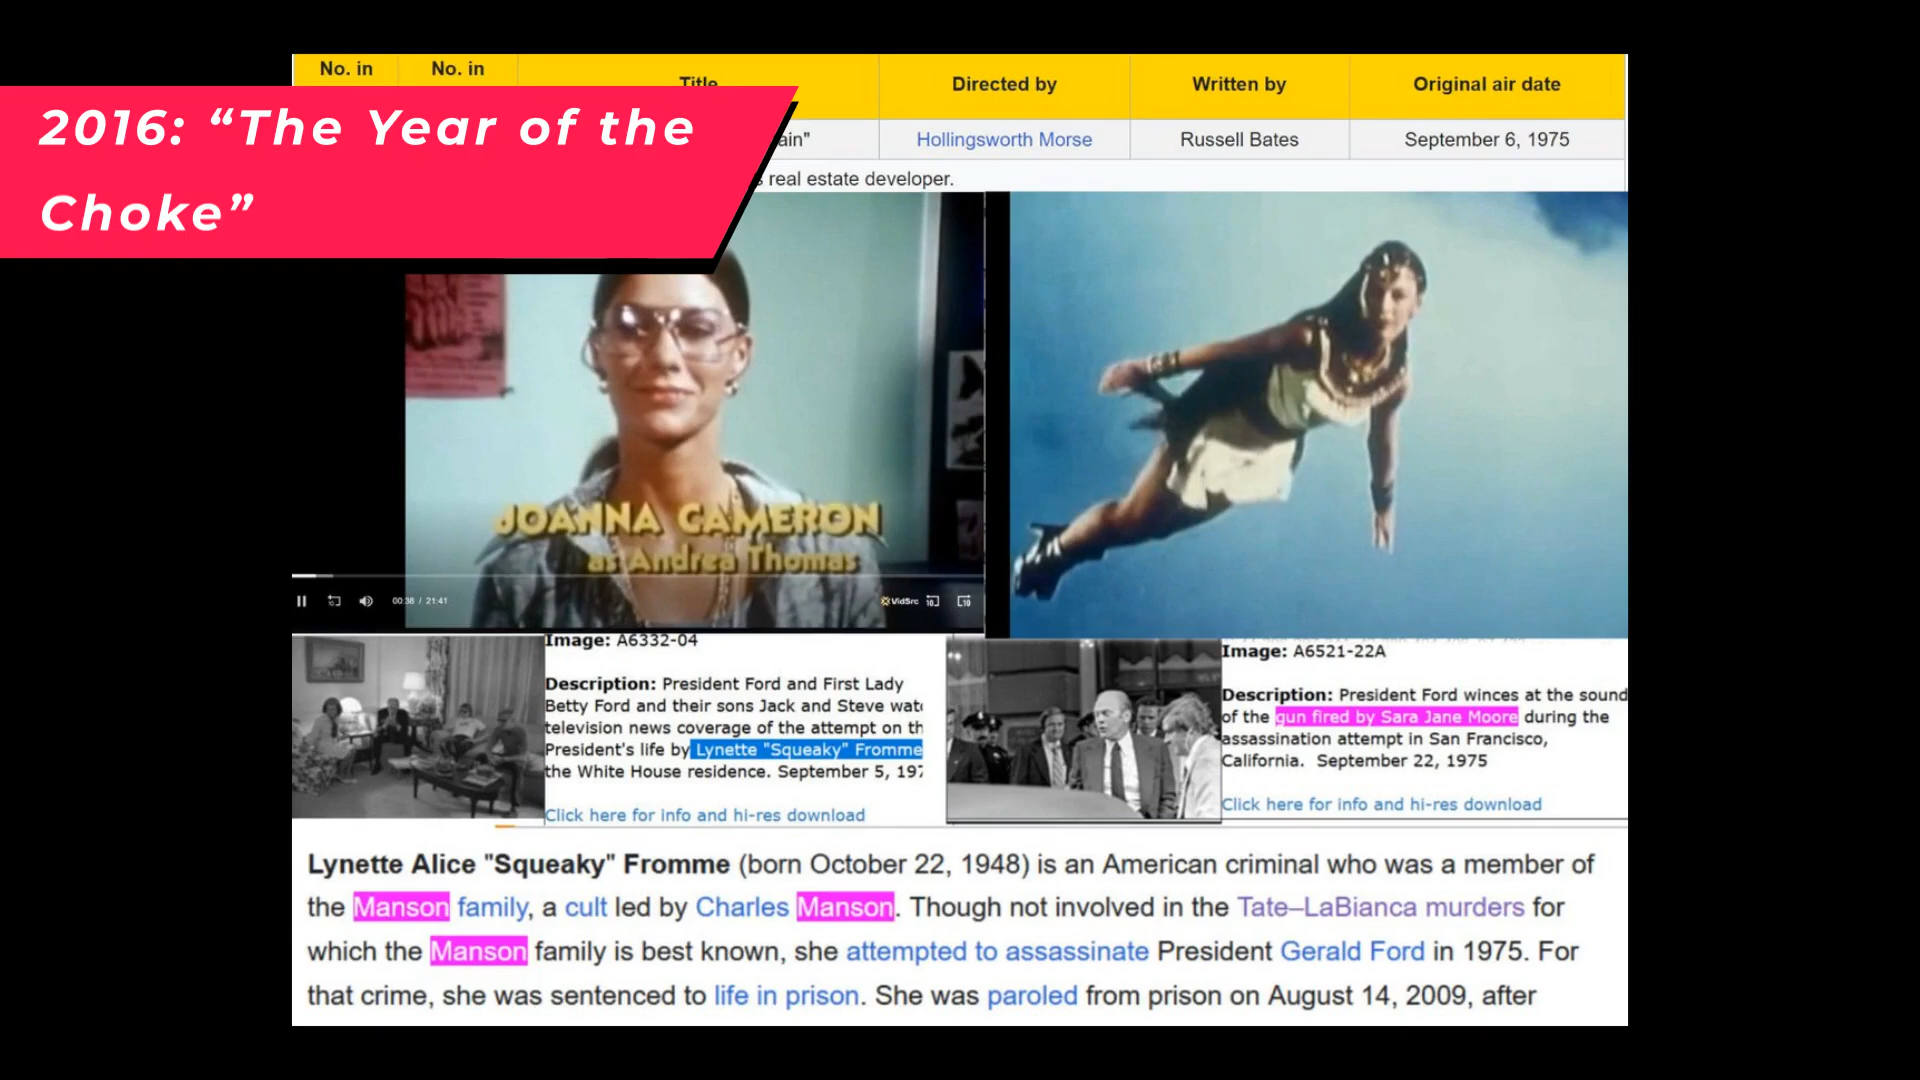 No. in
No. in
Title
Directed by
Written by
Original air date
2016: “The Year of the
Choke”
ain"
Hollingsworth Morse
Russell Bates
September 6, 1975
real estate developer.
JOANNA CAMERON
as Andrea Thomas
00:38 / 21:41
VidSrc
10
10
Image: A6332-04
Description: President Ford and First Lady
Betty Ford and their sons Jack and Steve wat
television news coverage of the attempt on th
President's life by Lynette "Squeaky" Fromme
the White House residence. September 5, 197
Click here for info and hi-res download
Image: A6521-22A
Description: President Ford winces at the sound
of the gun fired by Sara Jane Moore during the
assassination attempt in San Francisco,
California. September 22, 1975
Click here for info and hi-res download
Lynette Alice "Squeaky" Fromme (born October 22, 1948) is an American criminal who was a member of
the Manson family, a cult led by Charles Manson. Though not involved in the Tate–LaBianca murders for
which the Manson family is best known, she attempted to assassinate President Gerald Ford in 1975. For
that crime, she was sentenced to life in prison. She was paroled from prison on August 14, 2009, after